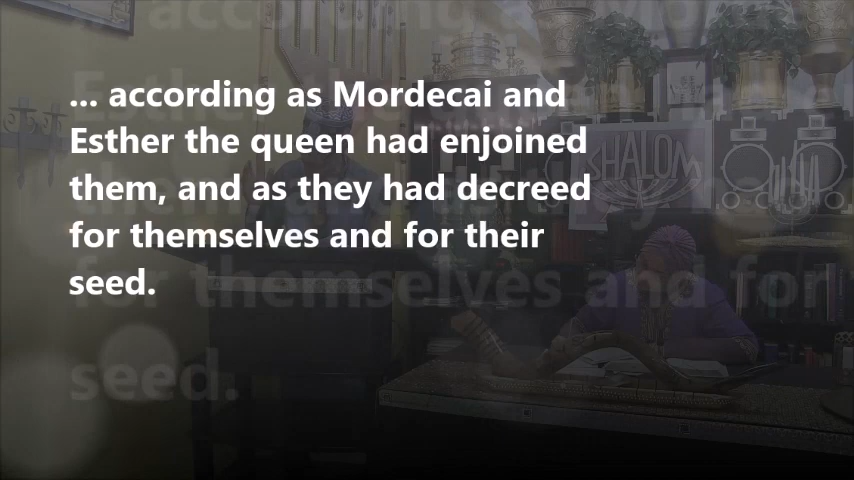 ... according as Mordecai and
Esther the queen had enjoined
them, and as they had decreed
for themselves and for their
seed.
SHALOM